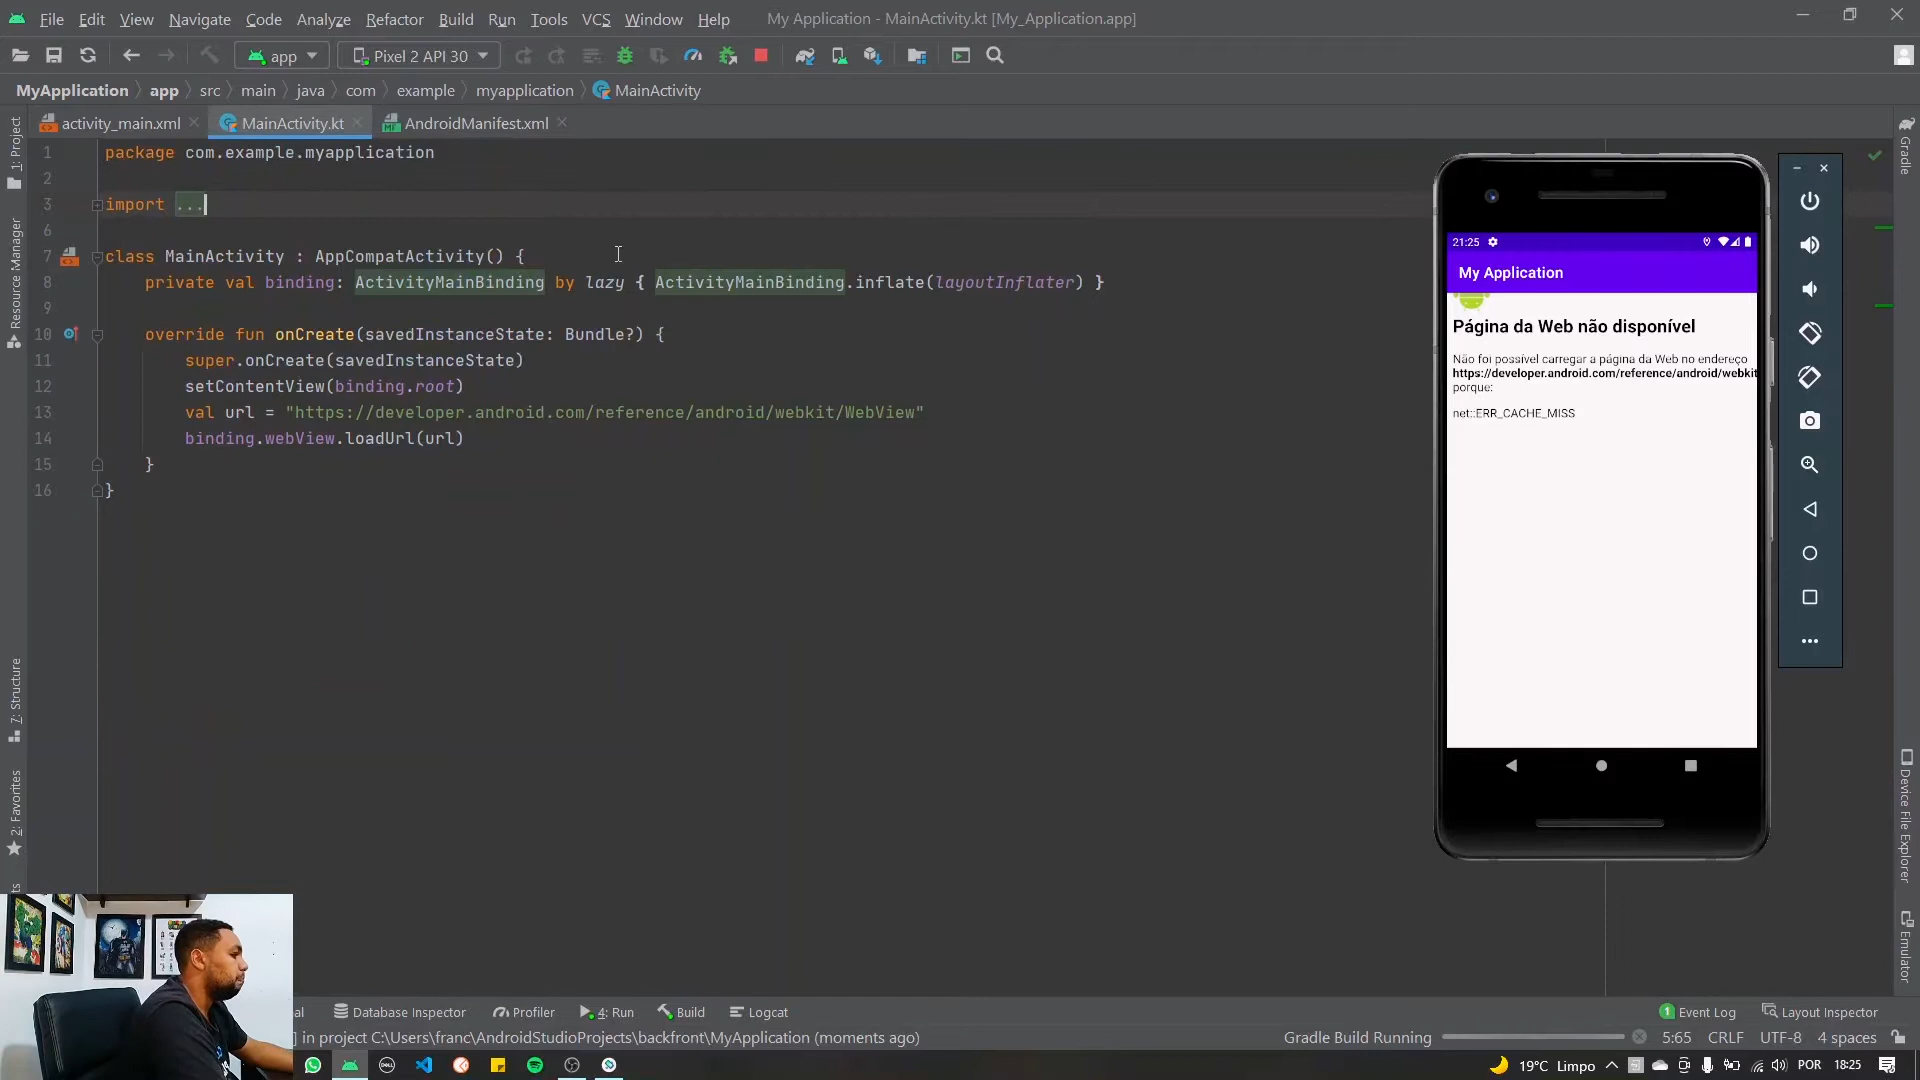 File Edit View Navigate Code Analyze Refactor Build Run Tools VCS Window Help My Application - MainActivity.kt [My_Application.app]
app Pixel 2 API 30
MyApplication app src main java com example myapplication MainActivity
activity_main.xml MainActivity.kt AndroidManifest.xml
1 package com.example.myapplication
2
3 import ...
6
7 class MainActivity : AppCompatActivity() {
8 private val binding: ActivityMainBinding by lazy { ActivityMainBinding.inflate(layoutInflater) }
9
10 override fun onCreate(savedInstanceState: Bundle?) {
11 super.onCreate(savedInstanceState)
12 setContentView(binding.root)
13 val url = "https://developer.android.com/reference/android/webkit/WebView"
14 binding.webView.loadUrl(url)
15 }
16 }
1: Project
Resource Manager
7: Structure
2: Favorites
21:25
My Application
Página da Web não disponível
Não foi possível carregar a página da Web no endereço
https://developer.android.com/reference/android/webkit
porque:
net::ERR_CACHE_MISS
Gradle
Device File Explorer
Emulator
Database Inspector Profiler 4: Run Build Logcat 1 Event Log Layout Inspector
] in project C:\Users\franc\AndroidStudioProjects\backfront\MyApplication (moments ago) Gradle Build Running 5:65 CRLF UTF-8 4 spaces
DELL 19°C Limpo POR 18:25